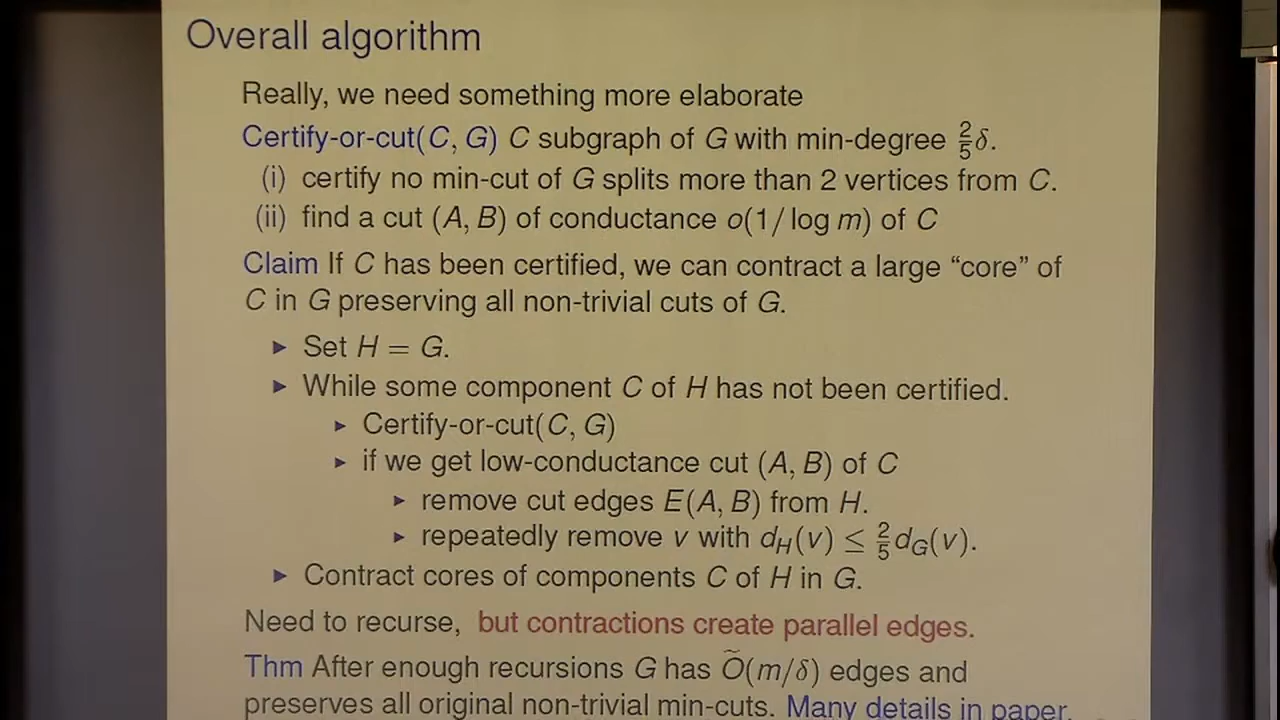 Overall algorithm
Really, we need something more elaborate
Certify-or-cut(C, G) C subgraph of G with min-degree 2/5 δ.
(i) certify no min-cut of G splits more than 2 vertices from C.
(ii) find a cut (A, B) of conductance o(1/ log m) of C
Claim If C has been certified, we can contract a large “core” of
C in G preserving all non-trivial cuts of G.
▶ Set H = G.
▶ While some component C of H has not been certified.
▶ Certify-or-cut(C, G)
▶ if we get low-conductance cut (A, B) of C
▶ remove cut edges E(A, B) from H.
▶ repeatedly remove v with d_H(v) ≤ 2/5 d_G(v).
▶ Contract cores of components C of H in G.
Need to recurse, but contractions create parallel edges.
Thm After enough recursions G has Õ(m/δ) edges and
preserves all original non-trivial min-cuts. Many details in paper.